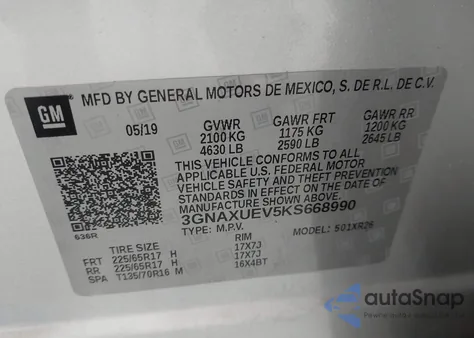 GM
MFD BY GENERAL MOTORS DE MEXICO, S. DE R.L. DE C.V.
05/19 GVWR GAWR FRT GAWR RR
2100 KG 1175 KG 1200 KG
4630 LB 2590 LB 2645 LB
THIS VEHICLE CONFORMS TO ALL
APPLICABLE U.S. FEDERAL MOTOR
VEHICLE SAFETY AND THEFT PREVENTION
STANDARDS IN EFFECT ON THE DATE OF
MANUFACTURE SHOWN ABOVE.
3GNAXUEV5KS668990
636R TYPE: M.P.V. MODEL: S01XR26
TIRE SIZE RIM
FRT 225/65R17 H 17X7J
RR 225/65R17 H 17X7J
SPA T135/70R16 M 16X4BT
autoSnap